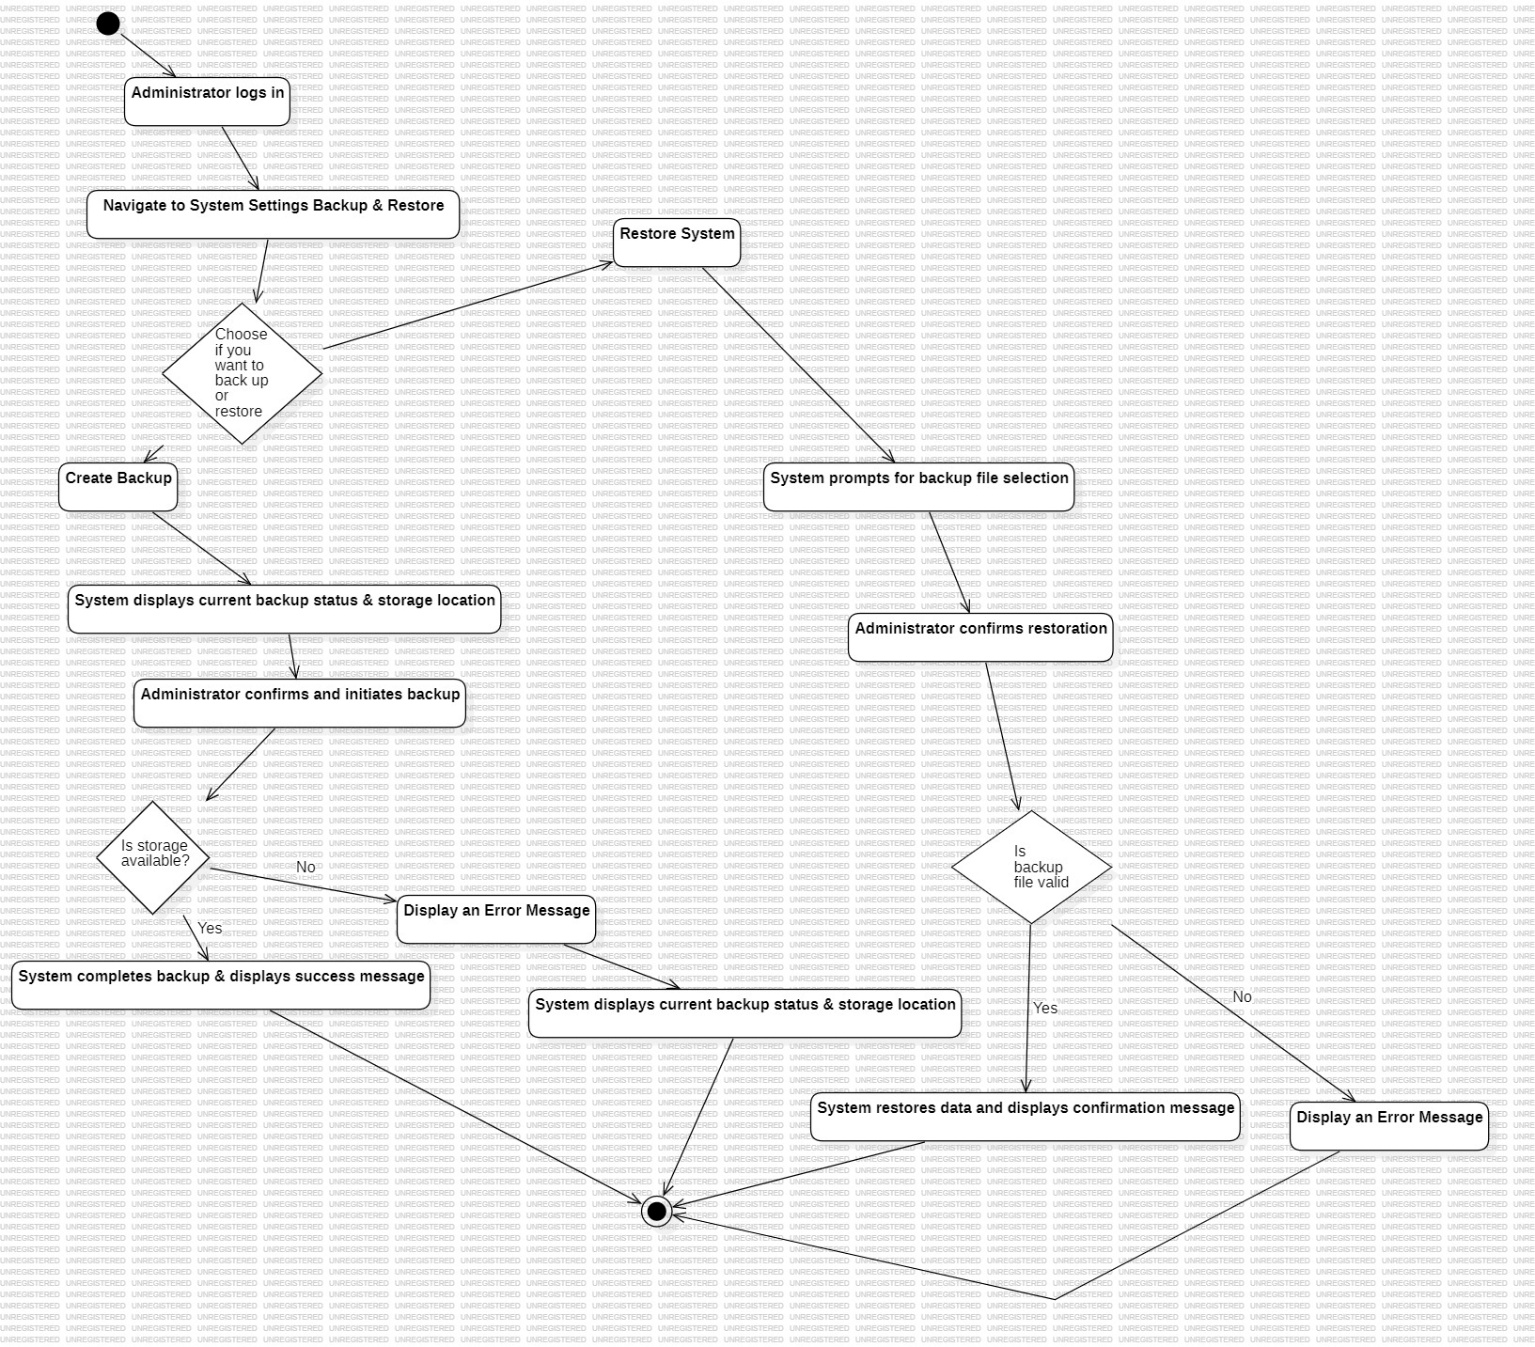 Administrator logs in
Navigate to System Settings Backup & Restore
Restore System
Choose
if you
want to
back up
or
restore
Create Backup
System prompts for backup file selection
System displays current backup status & storage location
Administrator confirms restoration
Administrator confirms and initiates backup
Is storage
available?
Is
backup
file valid
No
Display an Error Message
Yes
System completes backup & displays success message
System displays current backup status & storage location
No
Yes
System restores data and displays confirmation message
Display an Error Message
UNREGISTERED